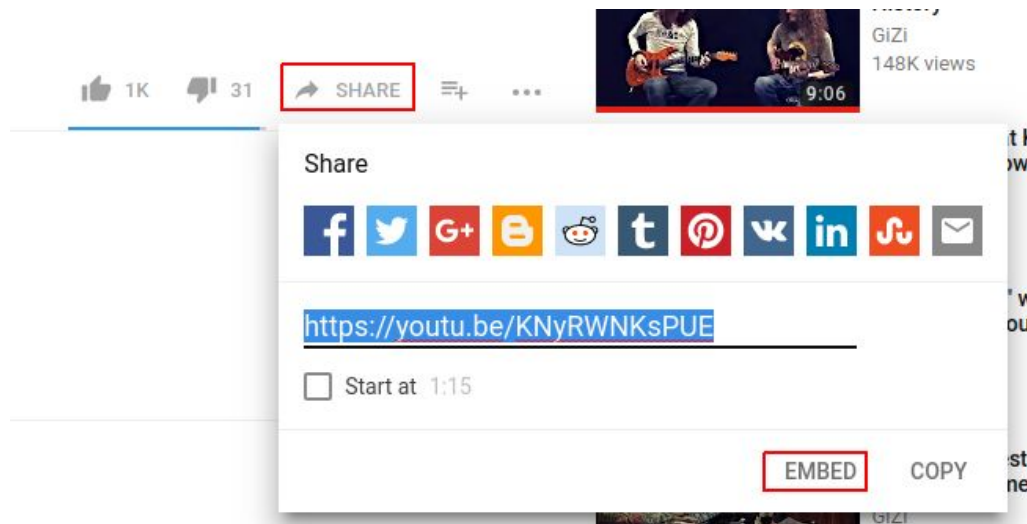 GiZi
148K views
1K 31 SHARE
9:06
Share
f G+ t in
https://youtu.be/KNyRWNKsPUE
Start at 1:15
EMBED COPY
GiZi